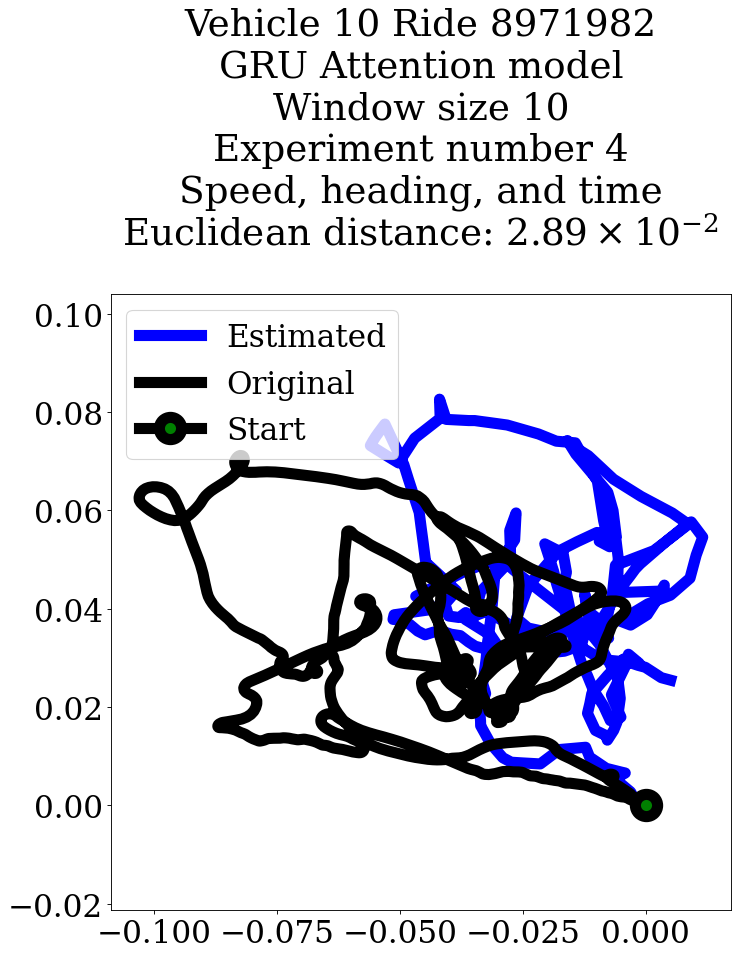 Vehicle 10 Ride 8971982
GRU Attention model
Window size 10
Experiment number 4
Speed, heading, and time
Euclidean distance: 2.89 × 10⁻²
0.10
Estimated
Original
0.08
Start
0.06
0.04
0.02
0.00
−0.02
−0.100 −0.075 −0.050 −0.025 0.000